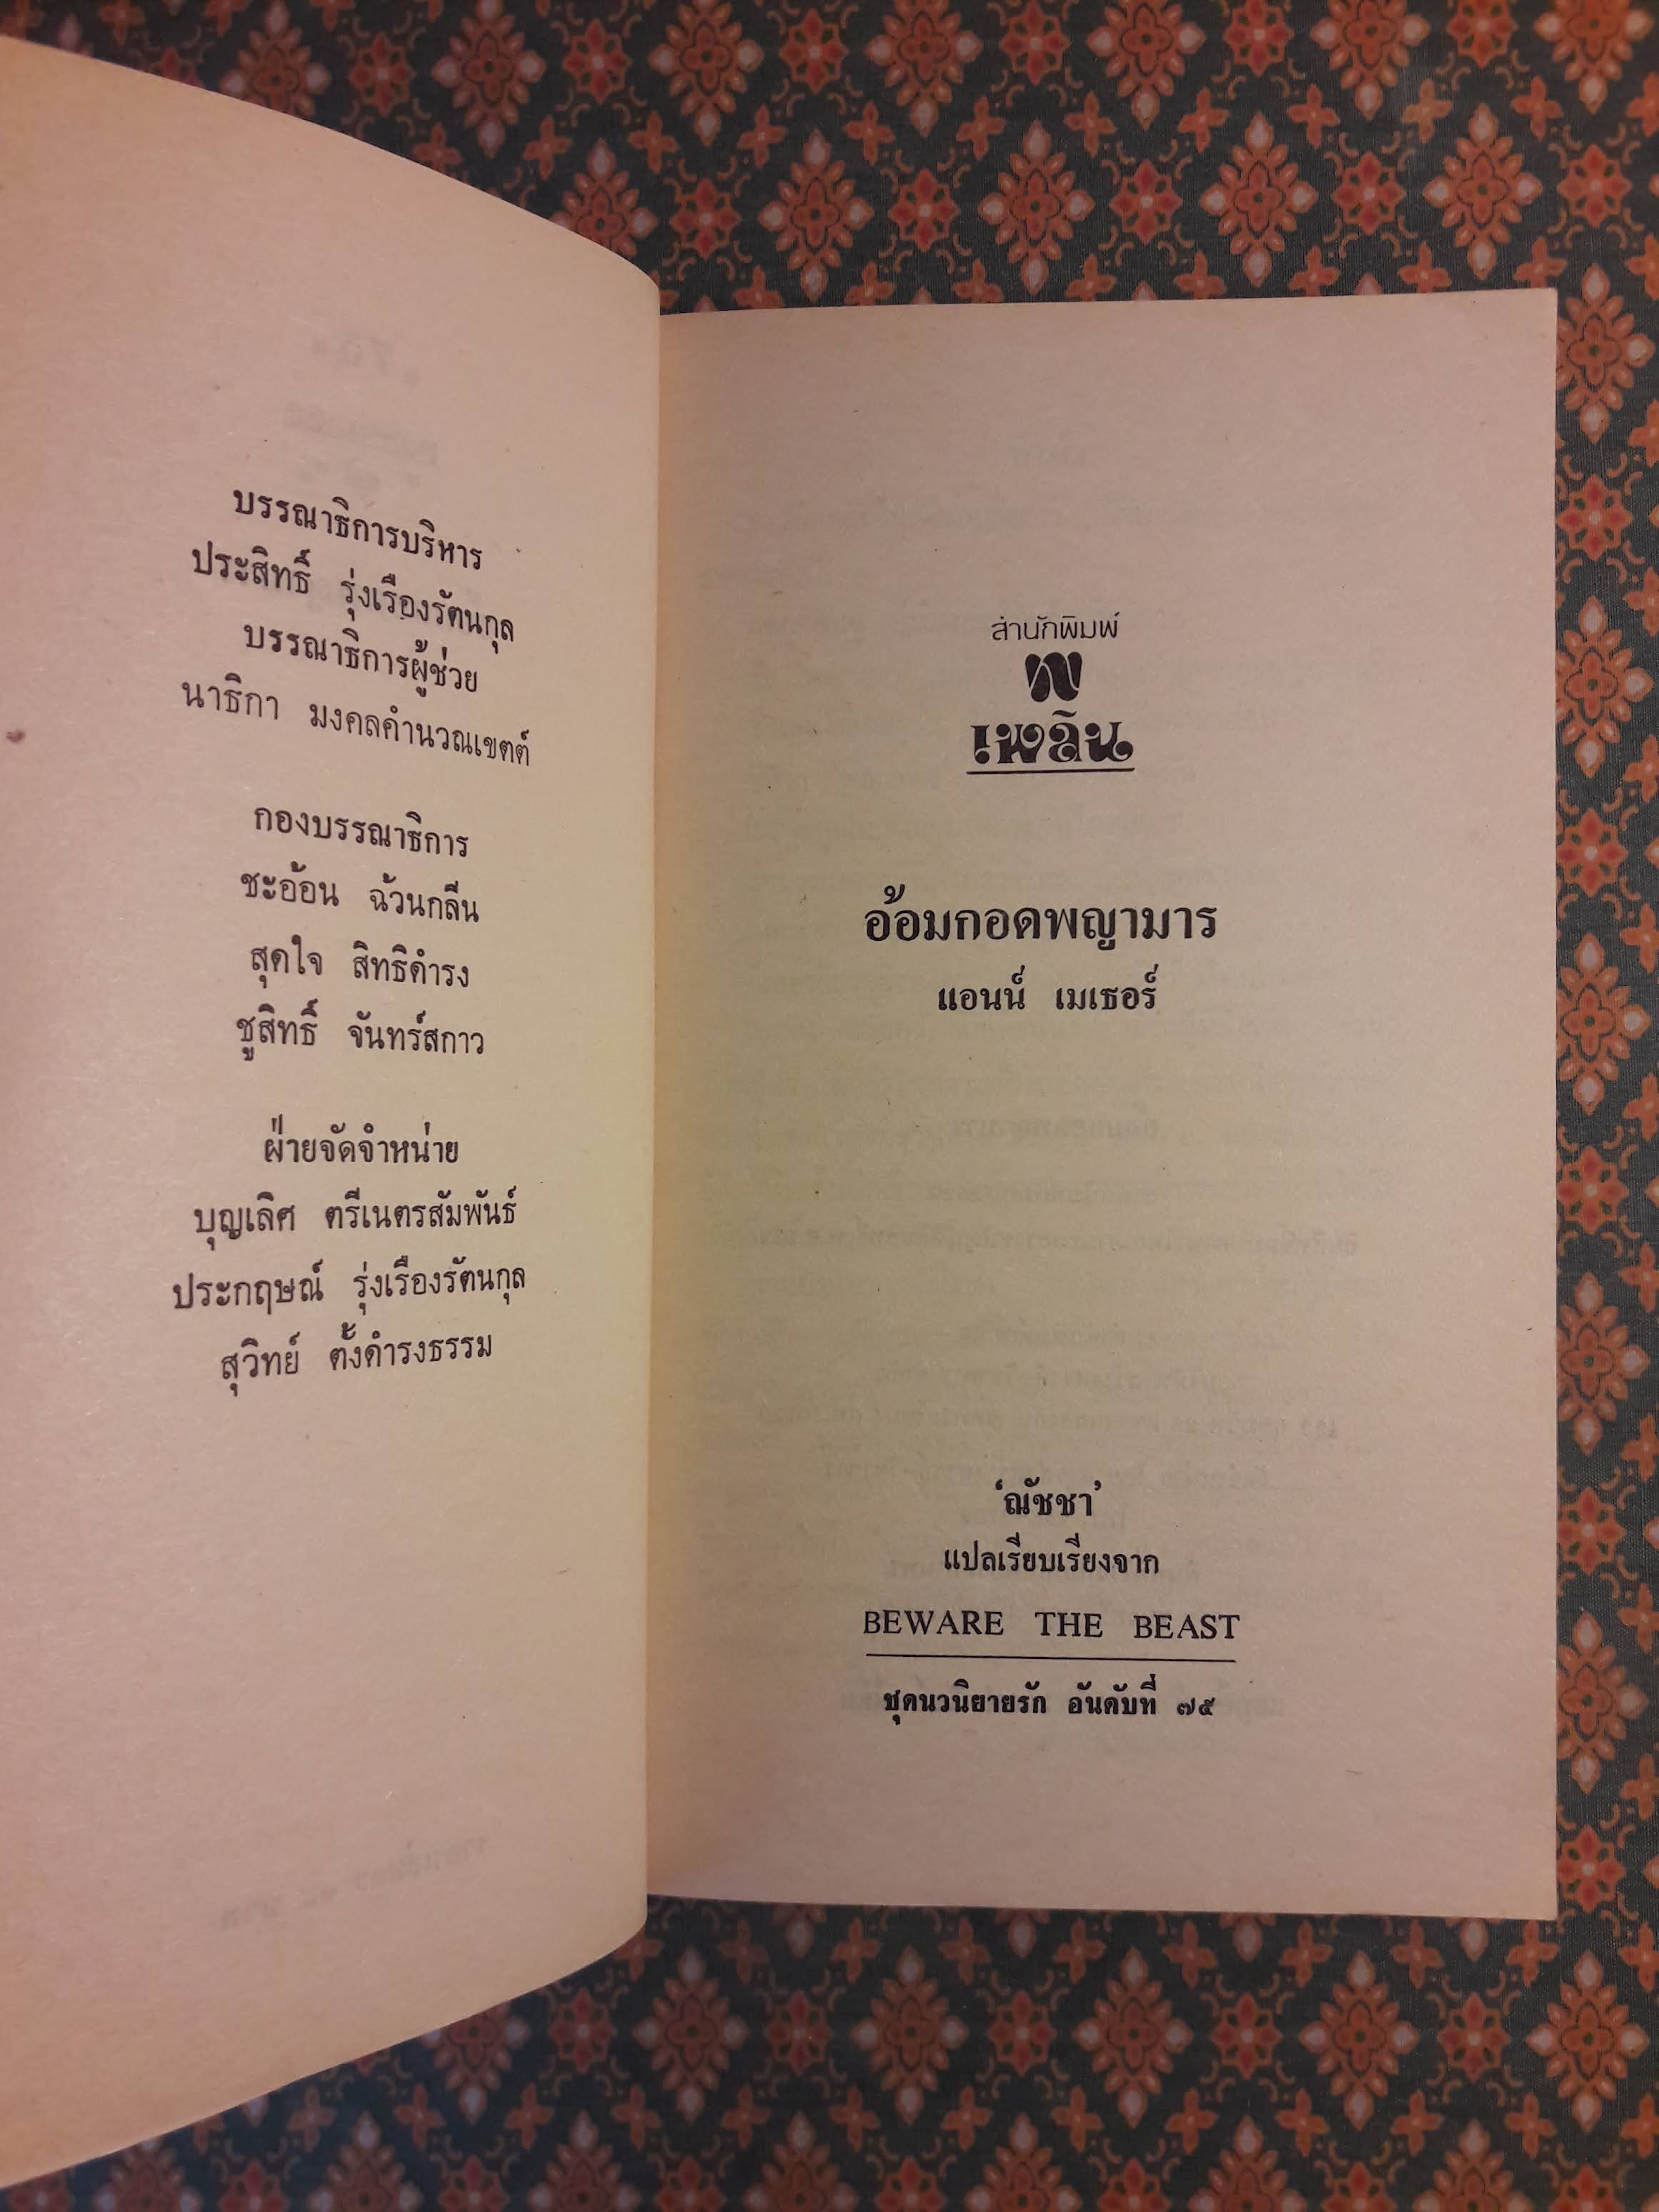 บรรณาธิการบริหาร
ประสิทธิ์ รุ่งเรืองรัตนกุล
บรรณาธิการผู้ช่วย
นาธิกา มงคลคำนวณเขตต์
กองบรรณาธิการ
ชะอ้อน ฉ้วนกลีน
สุดใจ สิทธิดำรง
ชูสิทธิ์ จันทร์สกาว
ฝ่ายจัดจำหน่าย
บุญเลิศ ตรีเนตรสัมพันธ์
ประกฤษณ์ รุ่งเรืองรัตนกุล
สุวิทย์ ตั้งดำรงธรรม
สำนักพิมพ์
เพลิน
อ้อมกอดพญามาร
แอนน์ เมเธอร์
‘ณัชชา’
แปลเรียบเรียงจาก
BEWARE THE BEAST
ชุดนวนิยายรัก อันดับที่ ๗๕